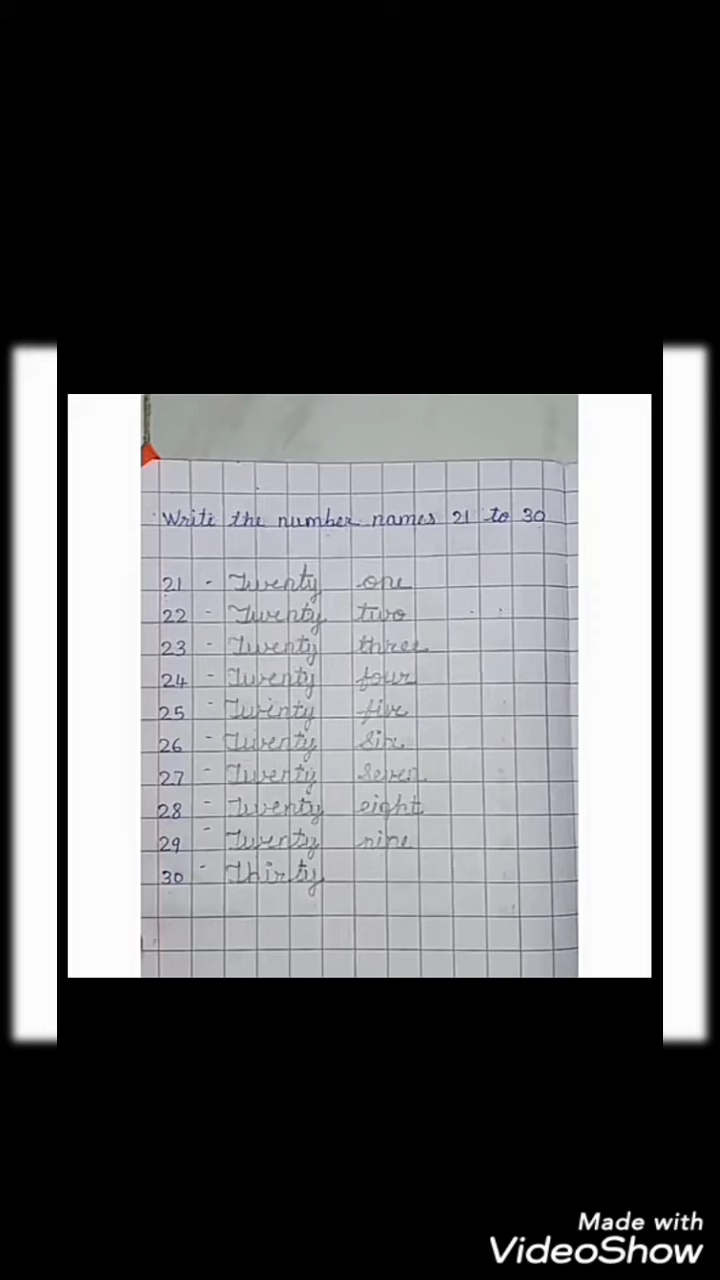 Write the number names 21 to 30
21 - Twenty one
22 - Twenty two
23 - Twenty three
24 - Twenty four
25 - Twenty five
26 - Twenty six
27 - Twenty seven
28 - Twenty eight
29 - Twenty nine
30 - Thirty
Made with
VideoShow